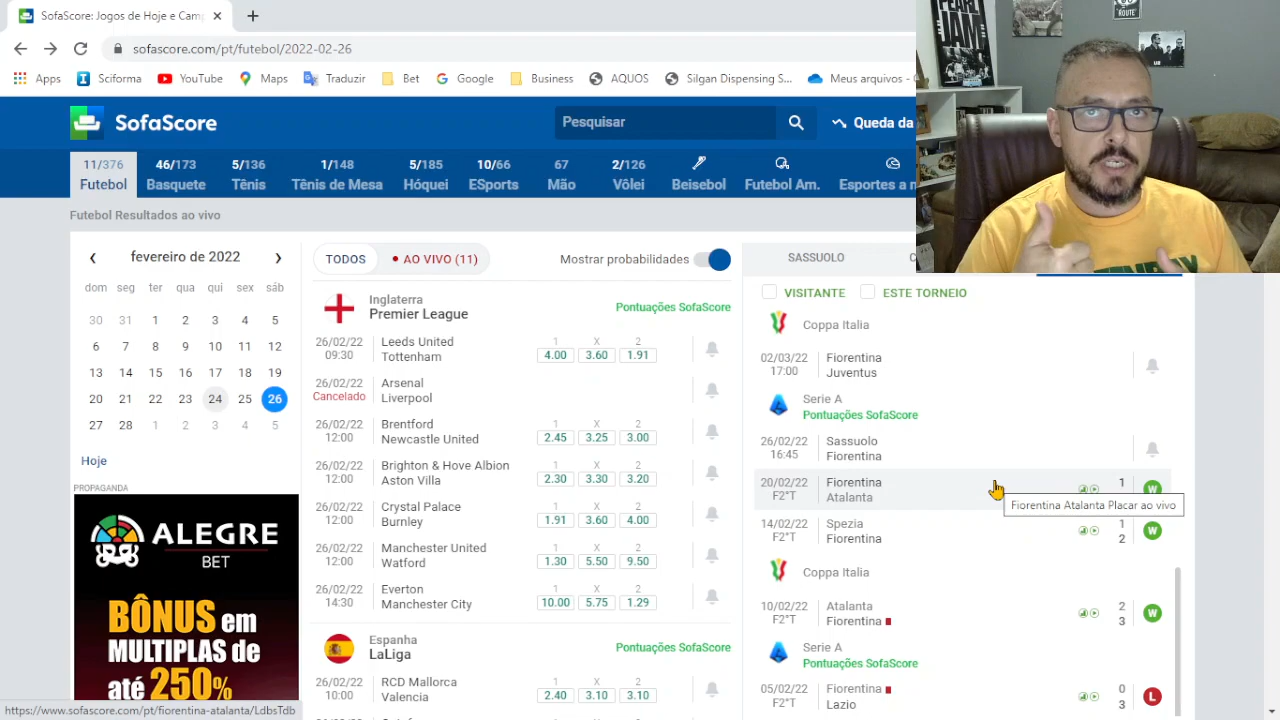 SofaScore: Jogos de Hoje e Camp
sofascore.com/pt/futebol/2022-02-26
Apps Sciforma YouTube Maps Traduzir Bet Google Business AQUOS Silgan Dispensing S... Meus arquivos -
SofaScore
Pesquisar
Queda da
11/376 46/173 5/136 1/148 5/185 10/66 67 2/126
Futebol Basquete Tênis Tênis de Mesa Hóquei ESports Mão Vôlei Beisebol Futebol Am. Esportes a m
Futebol Resultados ao vivo
fevereiro de 2022
dom seg ter qua qui sex sáb
30 31 1 2 3 4 5
6 7 8 9 10 11 12
13 14 15 16 17 18 19
20 21 22 23 24 25 26
27 28 1 2 3 4 5
Hoje
PROPAGANDA
ALEGRE
BET
BÔNUS em
MULTIPLAS de
até 250%
TODOS AO VIVO (11) Mostrar probabilidades
Inglaterra
Premier League
Pontuações SofaScore
26/02/22 Leeds United 1 X 2
09:30 Tottenham 4.00 3.60 1.91
26/02/22 Arsenal
Cancelado Liverpool
26/02/22 Brentford 1 X 2
12:00 Newcastle United 2.45 3.25 3.00
26/02/22 Brighton & Hove Albion 1 X 2
12:00 Aston Villa 2.30 3.30 3.20
26/02/22 Crystal Palace 1 X 2
12:00 Burnley 1.91 3.60 4.00
26/02/22 Manchester United 1 X 2
12:00 Watford 1.30 5.50 9.50
26/02/22 Everton 1 X 2
14:30 Manchester City 10.00 5.75 1.29
Espanha
LaLiga
Pontuações SofaScore
26/02/22 RCD Mallorca 1 X 2
10:00 Valencia 2.40 3.10 3.10
SASSUOLO
VISITANTE ESTE TORNEIO
Coppa Italia
02/03/22 Fiorentina
17:00 Juventus
Serie A
Pontuações SofaScore
26/02/22 Sassuolo
16:45 Fiorentina
20/02/22 Fiorentina 1
F2°T Atalanta W
Fiorentina Atalanta Placar ao vivo
14/02/22 Spezia 1
F2°T Fiorentina 2 W
Coppa Italia
10/02/22 Atalanta 2
F2°T Fiorentina 3 W
Serie A
Pontuações SofaScore
05/02/22 Fiorentina 0
F2°T Lazio 3 L
https://www.sofascore.com/pt/fiorentina-atalanta/LdbsTdb
PEARL
JAM
ROUTE